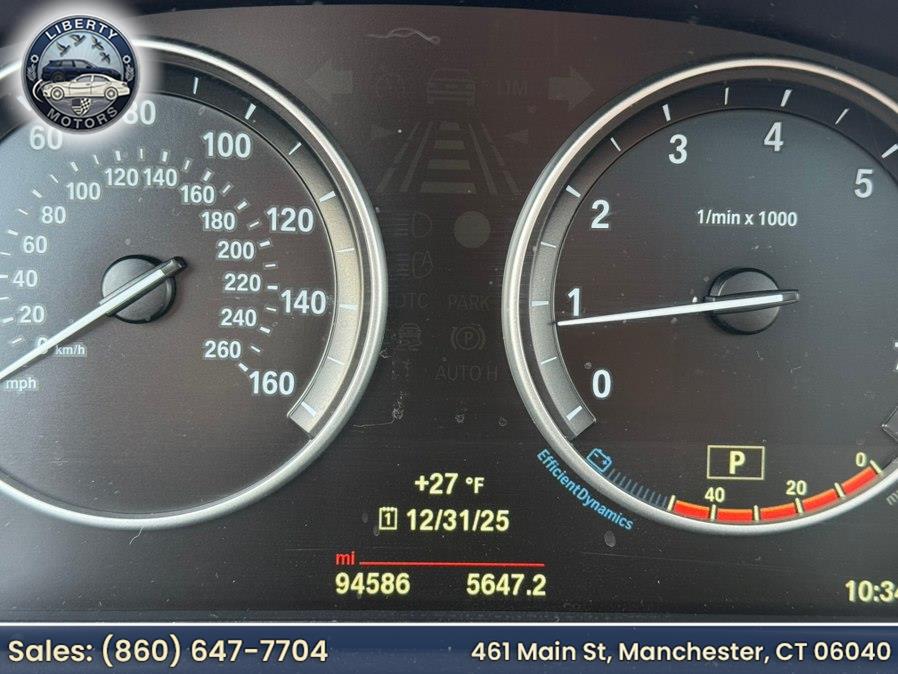 LIBERTY
MOTORS
60 80 100 120 140 160
20 40 60 80 100 120 140 160 180 200 220 240 260
km/h
mph
DTC PARK
AUTO H
+27 °F
12/31/25
mi
94586 5647.2
0 1 2 3 4 5
1/min x 1000
P
EfficientDynamics
40 20 0
Sales: (860) 647-7704
461 Main St, Manchester, CT 06040